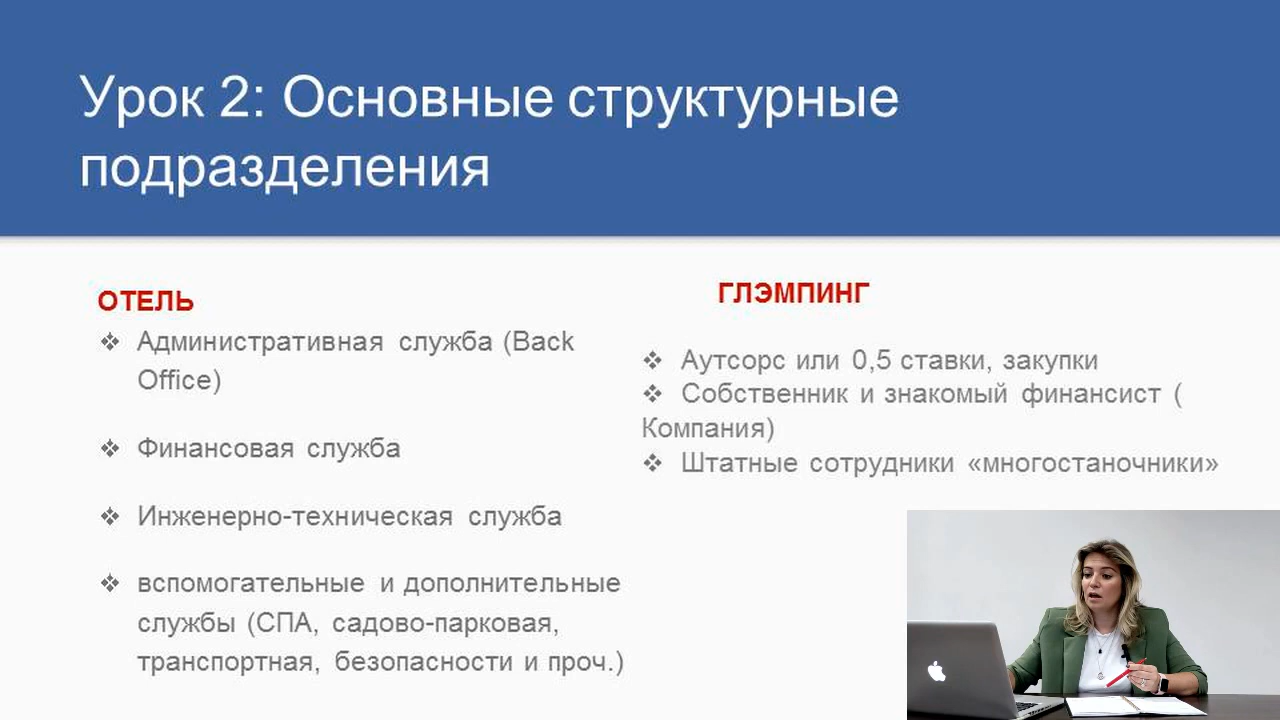 Урок 2: Основные структурные
подразделения
ОТЕЛЬ
❖ Административная служба (Back
Office)
❖ Финансовая служба
❖ Инженерно-техническая служба
❖ вспомогательные и дополнительные
службы (СПА, садово-парковая,
транспортная, безопасности и проч.)
ГЛЭМПИНГ
❖ Аутсорс или 0,5 ставки, закупки
❖ Собственник и знакомый финансист (
Компания)
❖ Штатные сотрудники «многостаночники»